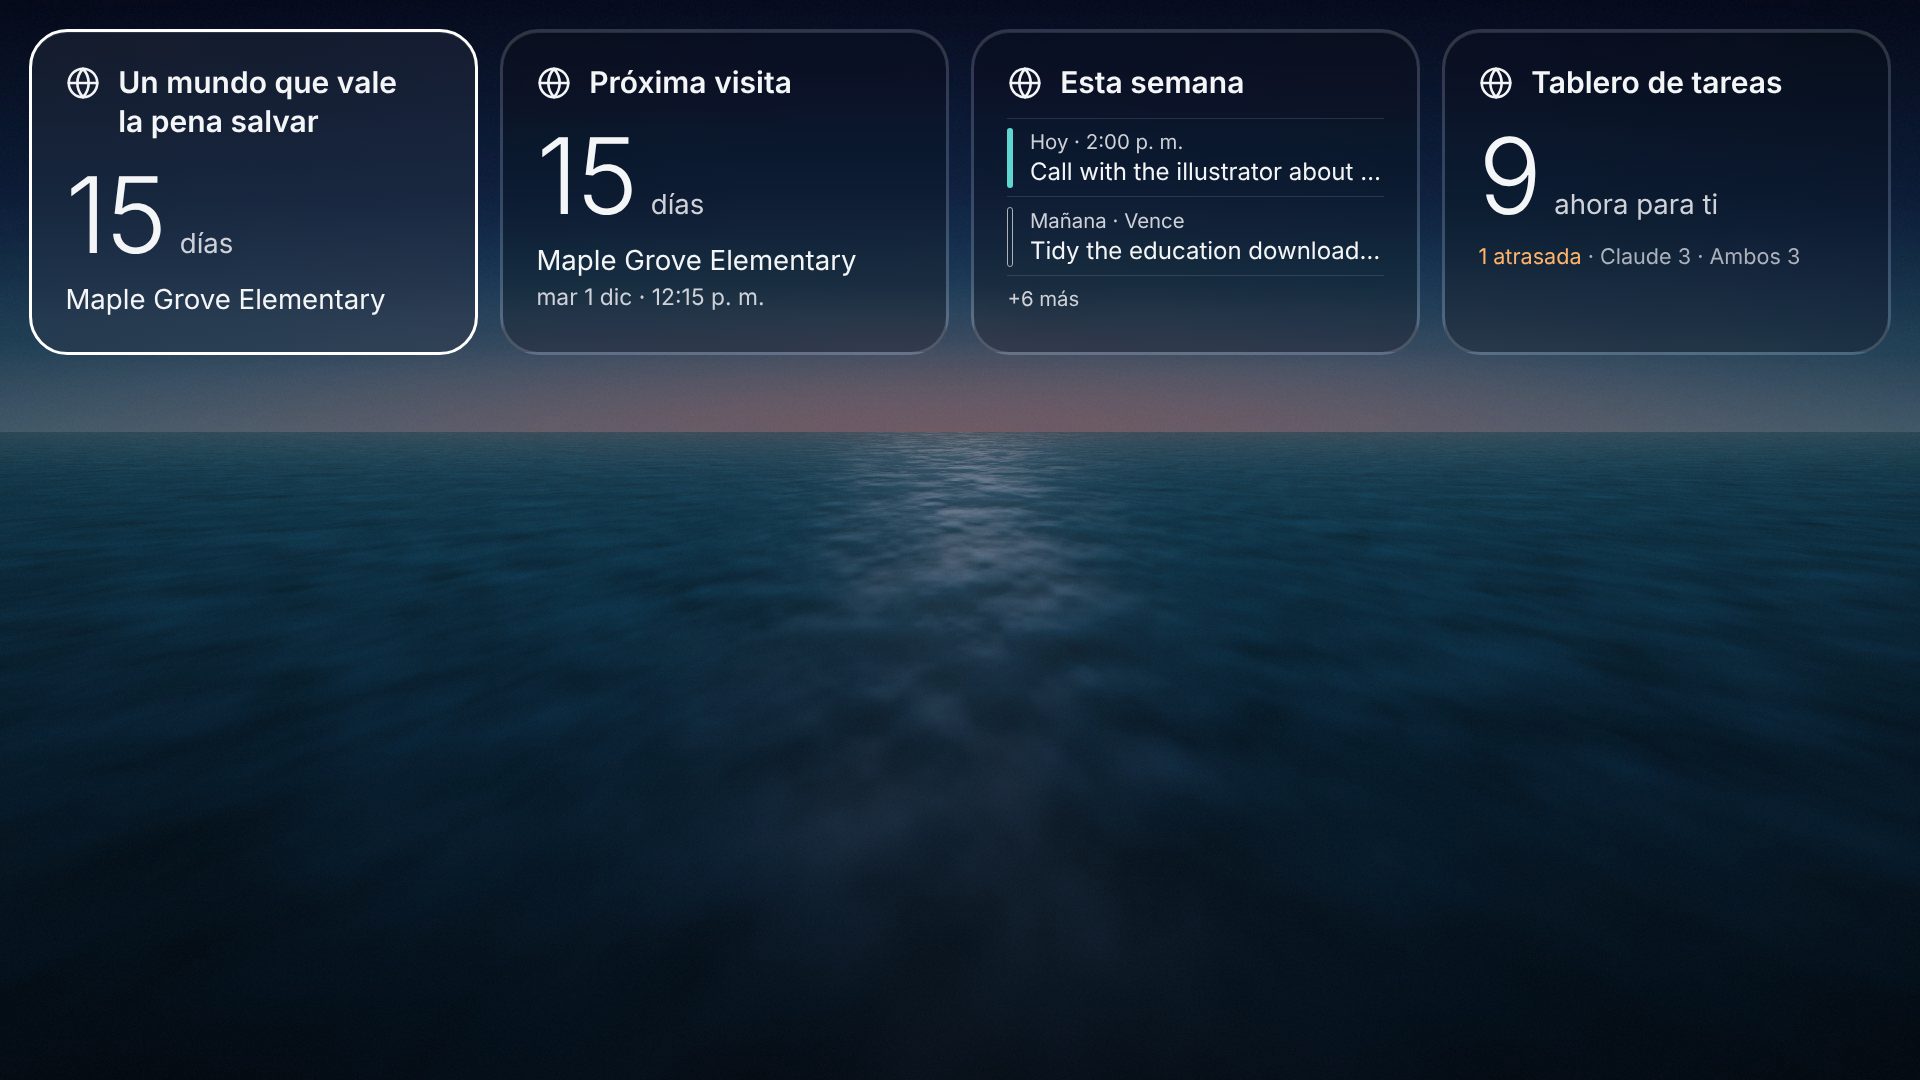 Un mundo que vale
la pena salvar
15 días
Maple Grove Elementary
Próxima visita
15 días
Maple Grove Elementary
mar 1 dic · 12:15 p. m.
Esta semana
Hoy · 2:00 p. m.
Call with the illustrator about ...
Mañana · Vence
Tidy the education download...
+6 más
Tablero de tareas
9 ahora para ti
1 atrasada · Claude 3 · Ambos 3